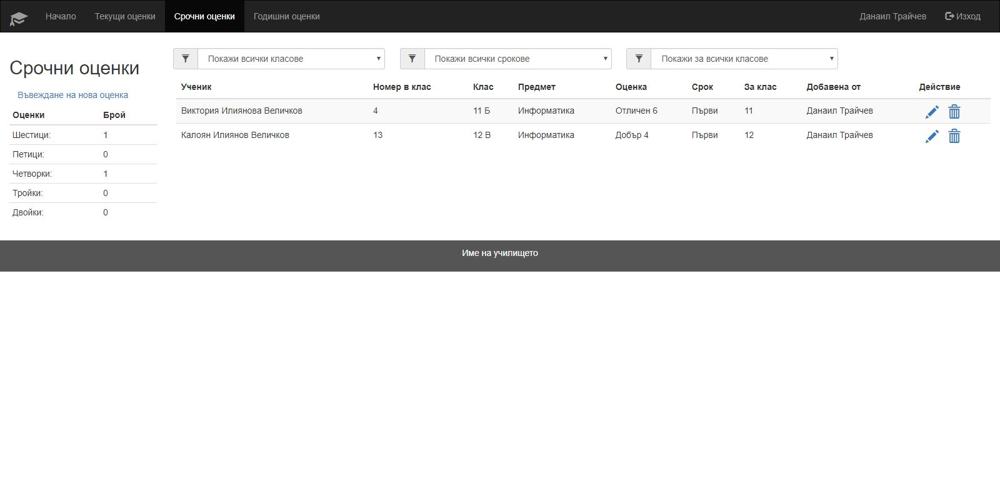 Начало Текущи оценки Срочни оценки Годишни оценки Данаил Трайчев Изход
Срочни оценки
Въвеждане на нова оценка
Оценки Брой
Шестици: 1
Петици: 0
Четворки: 1
Тройки: 0
Двойки: 0
Покажи всички класове Покажи всички срокове Покажи за всички класове
Ученик Номер в клас Клас Предмет Оценка Срок За клас Добавена от Действие
Виктория Илиянова Величков 4 11 Б Информатика Отличен 6 Първи 11 Данаил Трайчев
Калоян Илиянов Величков 13 12 В Информатика Добър 4 Първи 12 Данаил Трайчев
Име на училището